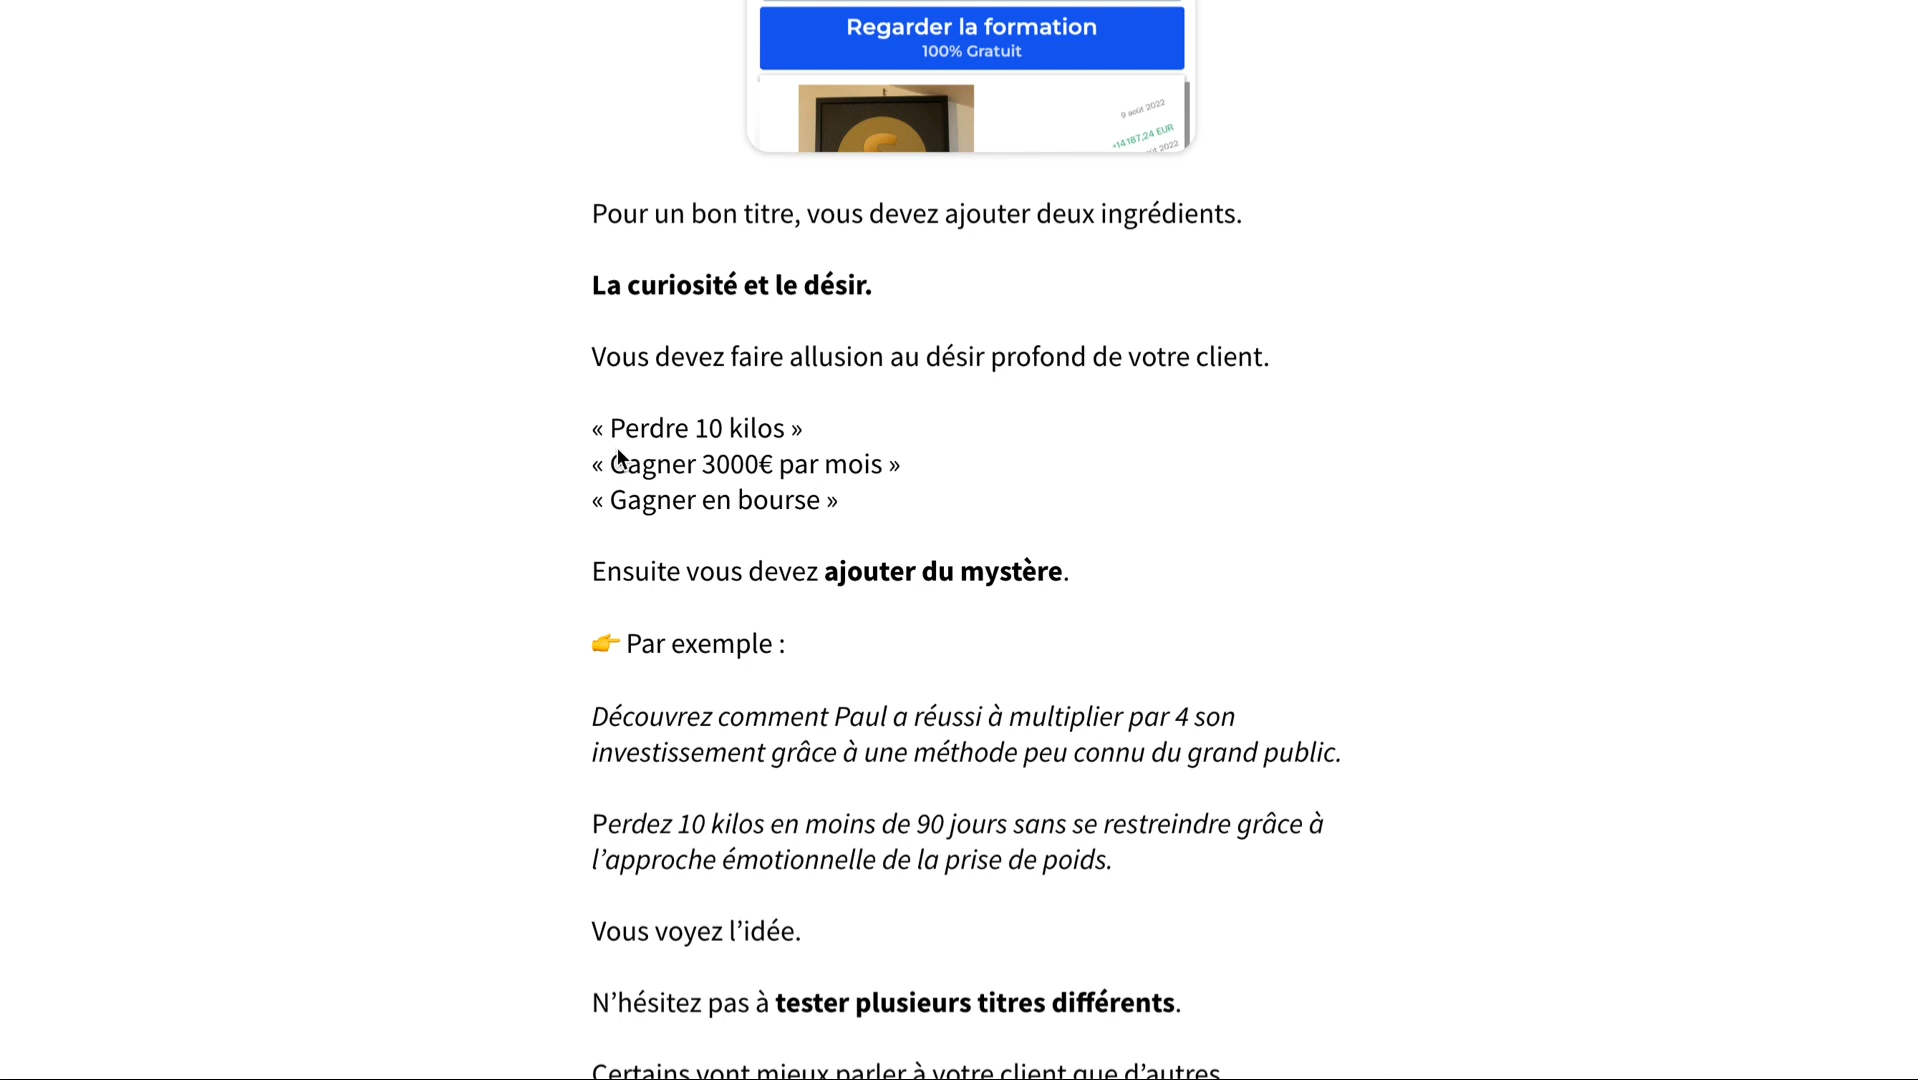 Regarder la formation
100% Gratuit
9 août 2022
+14 187,24 EUR
2022
Pour un bon titre, vous devez ajouter deux ingrédients.
La curiosité et le désir.
Vous devez faire allusion au désir profond de votre client.
« Perdre 10 kilos »
« Gagner 3000€ par mois »
« Gagner en bourse »
Ensuite vous devez ajouter du mystère.
👉 Par exemple :
Découvrez comment Paul a réussi à multiplier par 4 son
investissement grâce à une méthode peu connu du grand public.
Perdez 10 kilos en moins de 90 jours sans se restreindre grâce à
l’approche émotionnelle de la prise de poids.
Vous voyez l’idée.
N’hésitez pas à tester plusieurs titres différents.
Certains vont mieux parler à votre client que d’autres